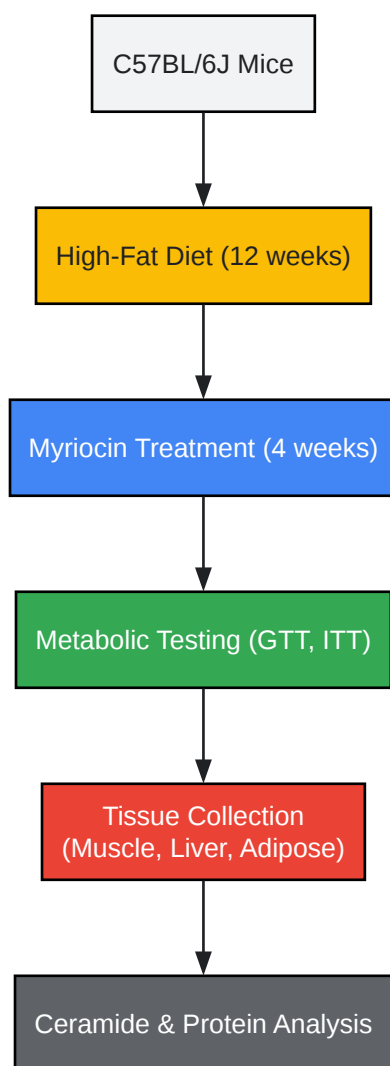 C57BL/6J Mice
High-Fat Diet (12 weeks)
Myriocin Treatment (4 weeks)
Metabolic Testing (GTT, ITT)
Tissue Collection
(Muscle, Liver, Adipose)
Ceramide & Protein Analysis